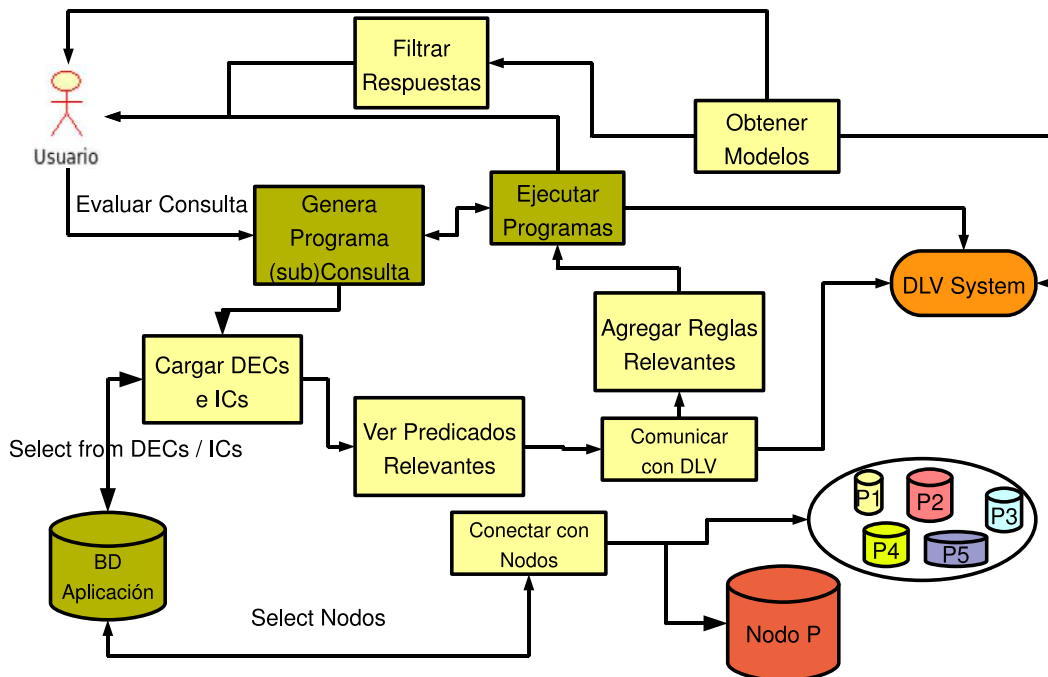 Filtrar
Respuestas
Obtener
Modelos
Usuario
Evaluar Consulta
Genera
Programa
(sub)Consulta
Ejecutar
Programas
DLV System
Agregar Reglas
Relevantes
Cargar DECs
e ICs
Ver Predicados
Relevantes
Comunicar
con DLV
Select from DECs / ICs
P1
P2
P3
P4
P5
Conectar con
Nodos
BD
Aplicación
Select Nodos
Nodo P